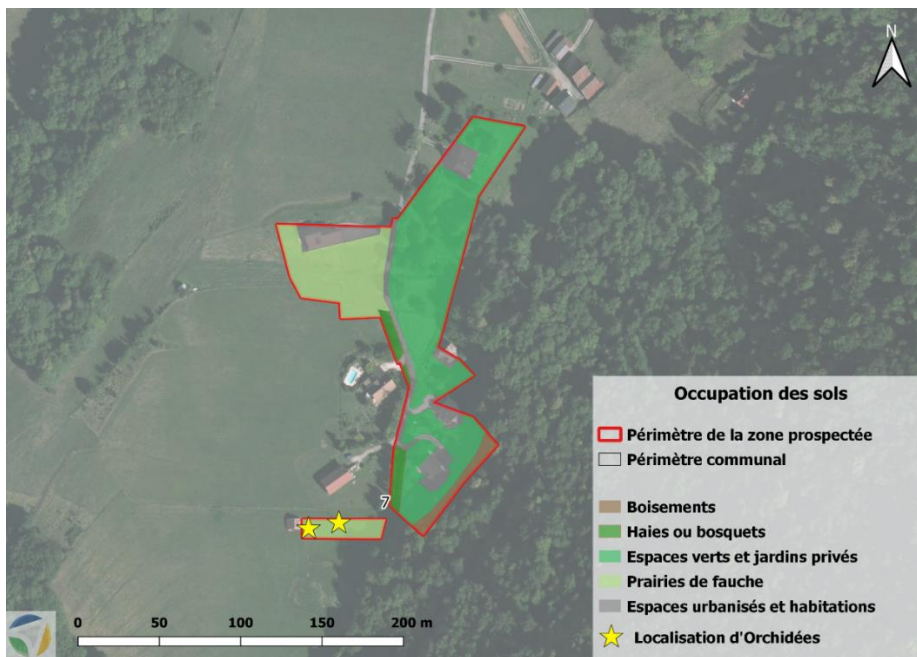 N
7
Occupation des sols
Périmètre de la zone prospectée
Périmètre communal
Boisements
Haies ou bosquets
Espaces verts et jardins privés
Prairies de fauche
Espaces urbanisés et habitations
Localisation d'Orchidées
0 50 100 150 200 m